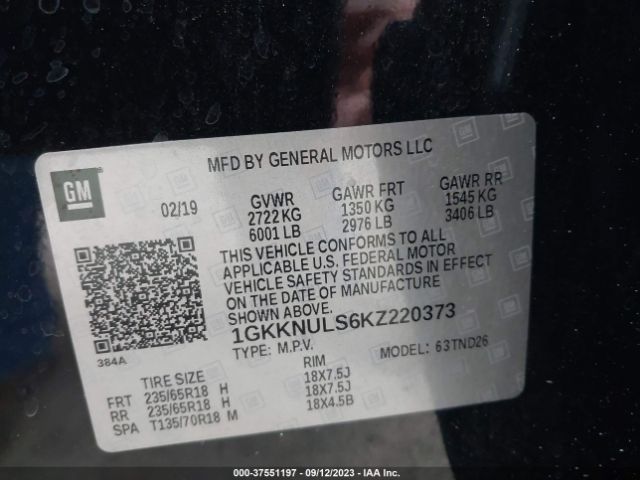 MFD BY GENERAL MOTORS LLC
GM
02/19
GVWR
2722 KG
6001 LB
GAWR FRT
1350 KG
2976 LB
GAWR RR
1545 KG
3406 LB
THIS VEHICLE CONFORMS TO ALL
APPLICABLE U.S. FEDERAL MOTOR
VEHICLE SAFETY STANDARDS IN EFFECT
ON THE DATE OF MANUFACTURE
SHOWN ABOVE.
1GKKNULS6KZ220373
384A
TYPE: M.P.V. MODEL: 63TND26
TIRE SIZE RIM
FRT 235/65R18 H 18X7.5J
RR 235/65R18 H 18X7.5J
SPA T135/70R18 M 18X4.5B
000-37551197 - 09/12/2023 - IAA Inc.